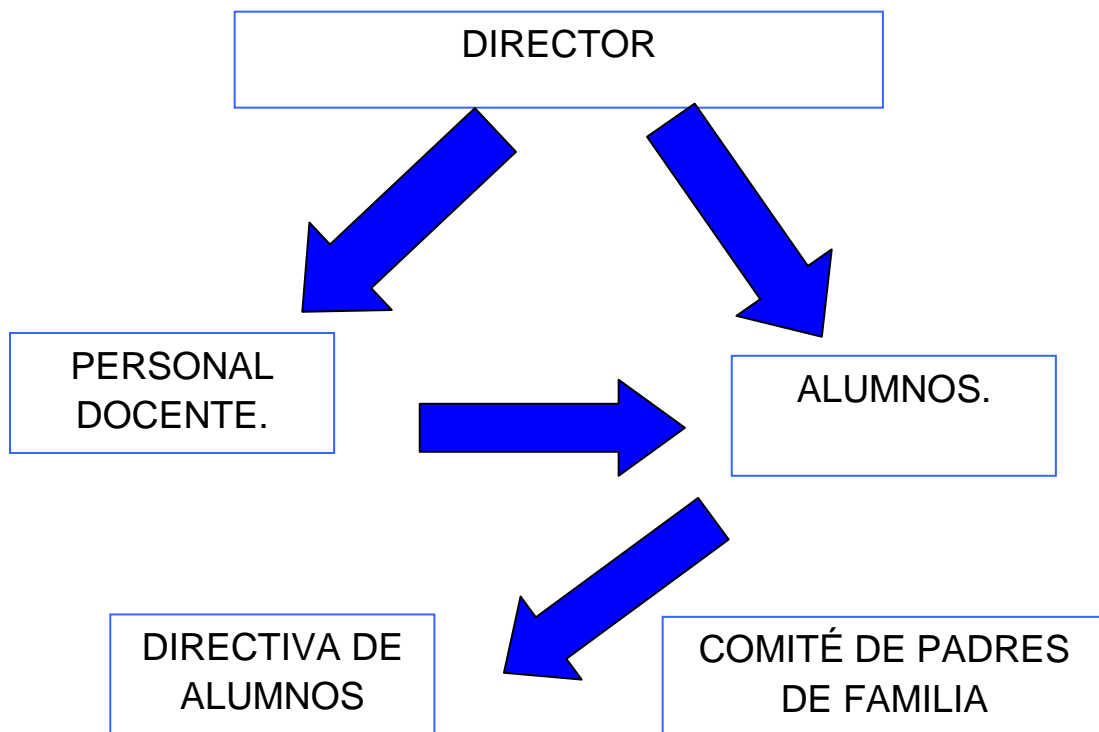 DIRECTOR
PERSONAL
DOCENTE.
ALUMNOS.
DIRECTIVA DE
ALUMNOS
COMITÉ DE PADRES
DE FAMILIA